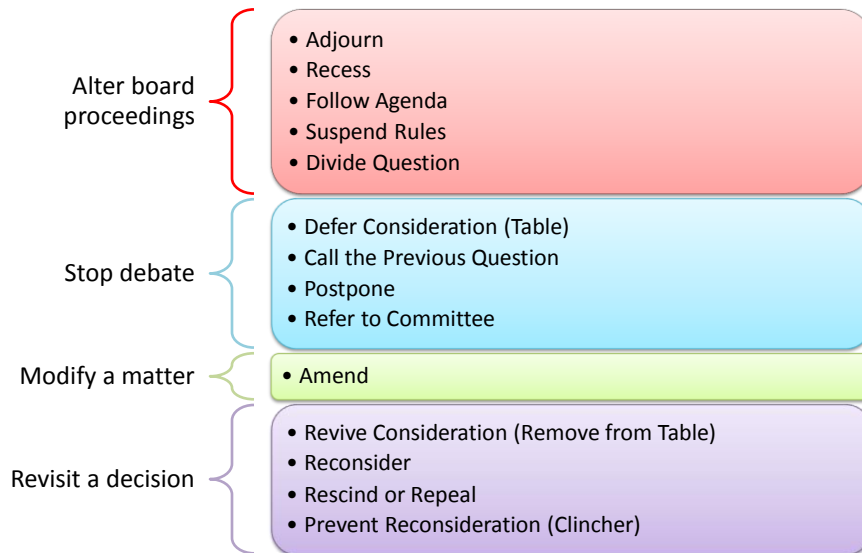 Alter board
proceedings
• Adjourn
• Recess
• Follow Agenda
• Suspend Rules
• Divide Question
Stop debate
• Defer Consideration (Table)
• Call the Previous Question
• Postpone
• Refer to Committee
Modify a matter
• Amend
Revisit a decision
• Revive Consideration (Remove from Table)
• Reconsider
• Rescind or Repeal
• Prevent Reconsideration (Clincher)